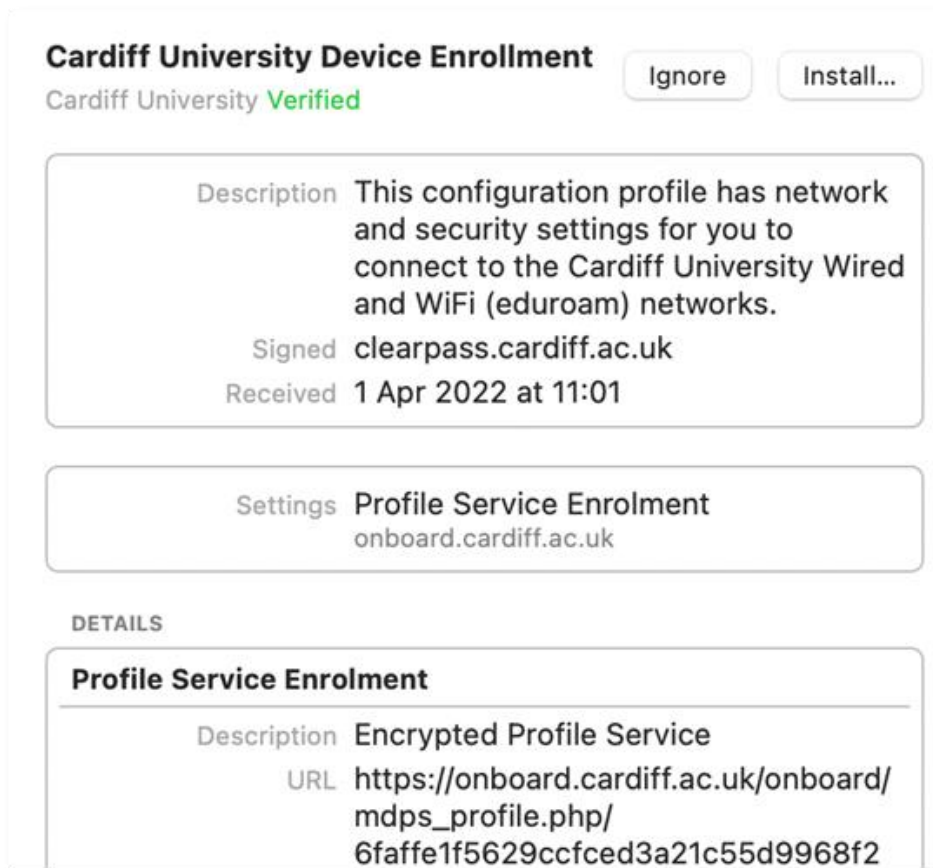 Cardiff University Device Enrollment
Ignore
Install...
Cardiff University Verified
Description This configuration profile has network
and security settings for you to
connect to the Cardiff University Wired
and WiFi (eduroam) networks.
Signed clearpass.cardiff.ac.uk
Received 1 Apr 2022 at 11:01
Settings Profile Service Enrolment
onboard.cardiff.ac.uk
DETAILS
Profile Service Enrolment
Description Encrypted Profile Service
URL https://onboard.cardiff.ac.uk/onboard/
mdps_profile.php/
6faffe1f5629ccfced3a21c55d9968f2